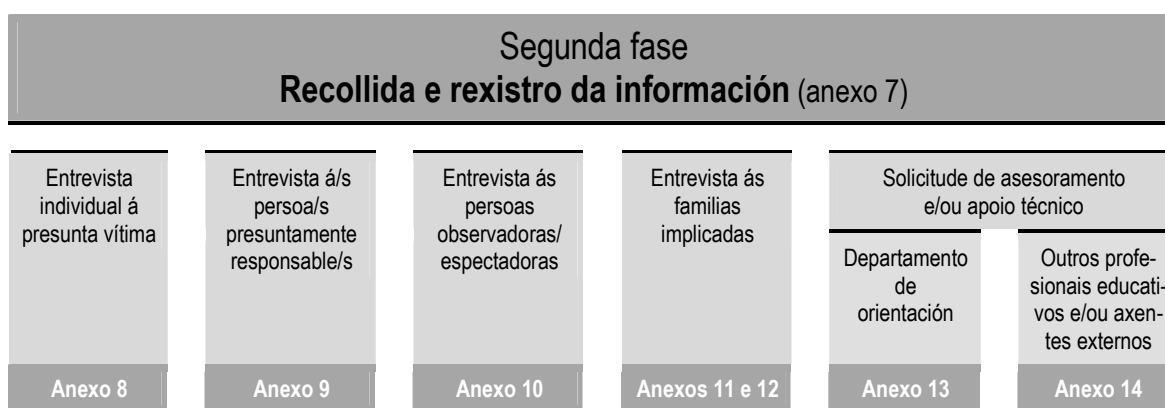 Segunda fase
Recollida e rexistro da información (anexo 7)
Entrevista
individual á
presunta vítima
Anexo 8
Entrevista á/s
persoa/s
presuntamente
responsable/s
Anexo 9
Entrevista ás
persoas
observadoras/
espectadoras
Anexo 10
Entrevista ás
familias
implicadas
Anexos 11 e 12
Solicitude de asesoramento
e/ou apoio técnico
Departamento
de
orientación
Anexo 13
Outros profe-
sionais educati-
vos e/ou axen-
tes externos
Anexo 14